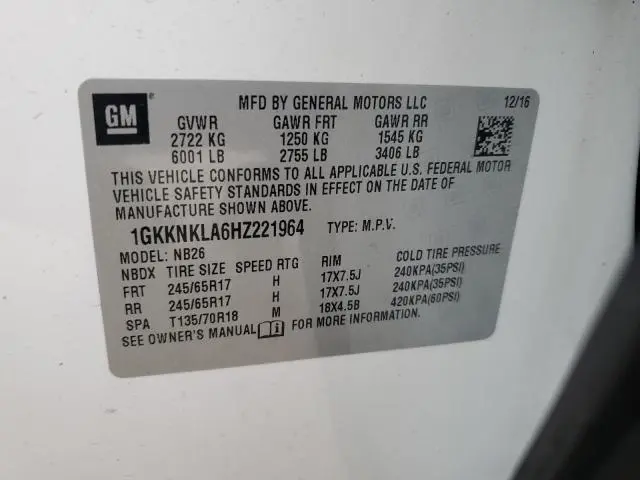 GM
®
MFD BY GENERAL MOTORS LLC 12/16
GVWR GAWR FRT GAWR RR
2722 KG 1250 KG 1545 KG
6001 LB 2755 LB 3406 LB
THIS VEHICLE CONFORMS TO ALL APPLICABLE U.S. FEDERAL MOTOR
VEHICLE SAFETY STANDARDS IN EFFECT ON THE DATE OF
MANUFACTURE SHOWN ABOVE.
1GKKNKLA6HZ221964 TYPE: M.P.V.
MODEL: NB26
NBDX TIRE SIZE SPEED RTG RIM COLD TIRE PRESSURE
FRT 245/65R17 H 17X7.5J 240KPA(35PSI)
RR 245/65R17 H 17X7.5J 240KPA(35PSI)
SPA T135/70R18 M 18X4.5B 420KPA(60PSI)
SEE OWNER'S MANUAL FOR MORE INFORMATION.